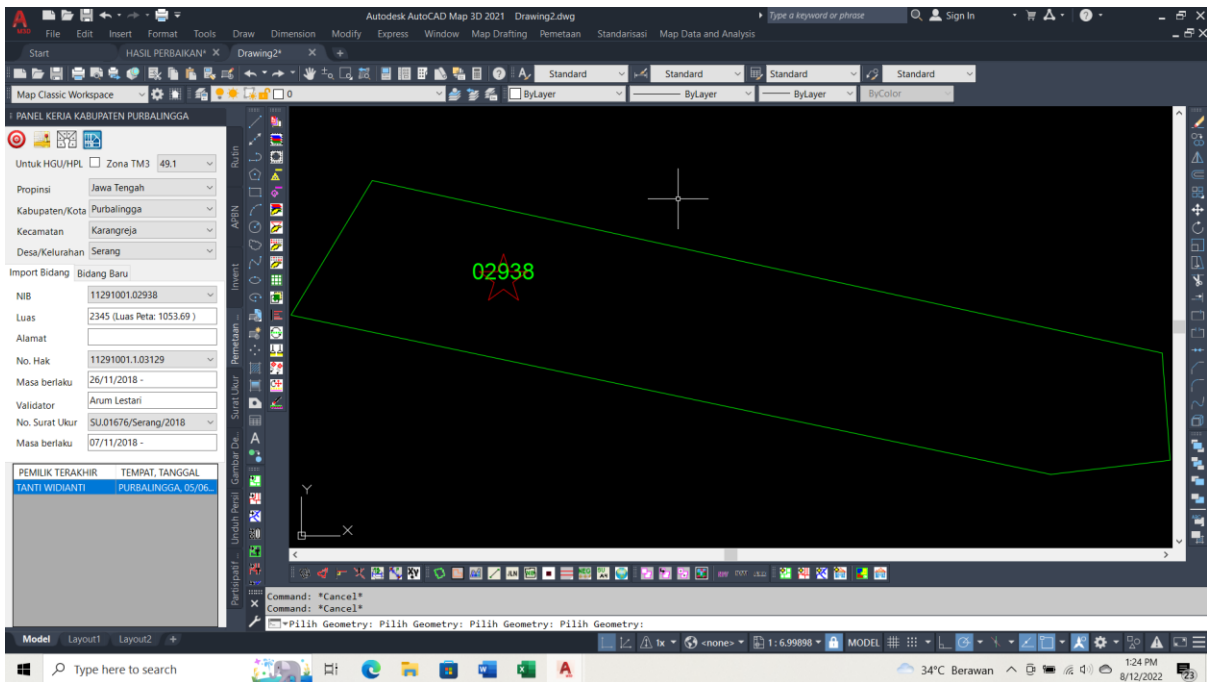 Autodesk AutoCAD Map 3D 2021 Drawing2.dwg
Type a keyword or phrase
Sign In
M3D
File Edit Insert Format Tools Draw Dimension Modify Express Window Map Drafting Pemetaan Standarisasi Map Data and Analysis
Start HASIL PERBAIKAN* Drawing2*
Standard Standard Standard Standard
Map Classic Workspace 0 ByLayer ByLayer ByLayer ByColor
PANEL KERJA KABUPATEN PURBALINGGA
Untuk HGU/HPL Zona TM3 49.1
Propinsi Jawa Tengah
Kabupaten/Kota Purbalingga
Kecamatan Karangreja
Desa/Kelurahan Serang
Import Bidang Bidang Baru
NIB 11291001.02938
Luas 2345 (Luas Peta: 1053.69 )
Alamat
No. Hak 11291001.1.03129
Masa berlaku 26/11/2018 -
Validator Arum Lestari
No. Surat Ukur SU.01676/Serang/2018
Masa berlaku 07/11/2018 -
PEMILIK TERAKHIR TEMPAT, TANGGAL
TANTI WIDIANTI PURBALINGGA, 05/06...
Rutin
APBN
Invent
Pemetaan ...
Surat Ukur
Gambar De...
Unduh Persil
Partisipatif ...
02938
Y
X
Command: *Cancel*
Command: *Cancel*
Pilih Geometry: Pilih Geometry: Pilih Geometry: Pilih Geometry:
Model Layout1 Layout2 +
1x <none> 1:6.99898 MODEL
Type here to search
34°C Berawan
1:24 PM
8/12/2022
23